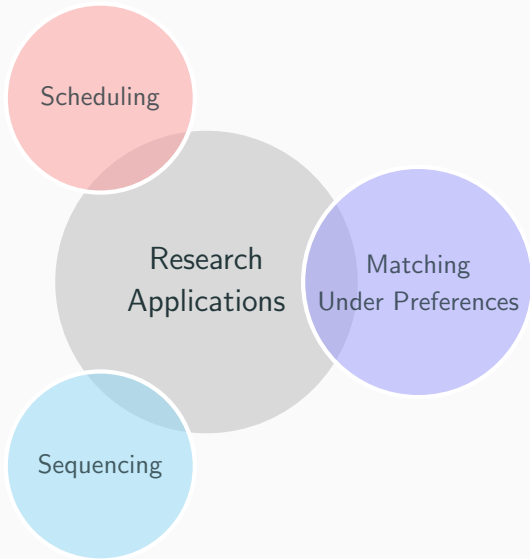 Scheduling
Research
Applications
Matching
Under Preferences
Sequencing